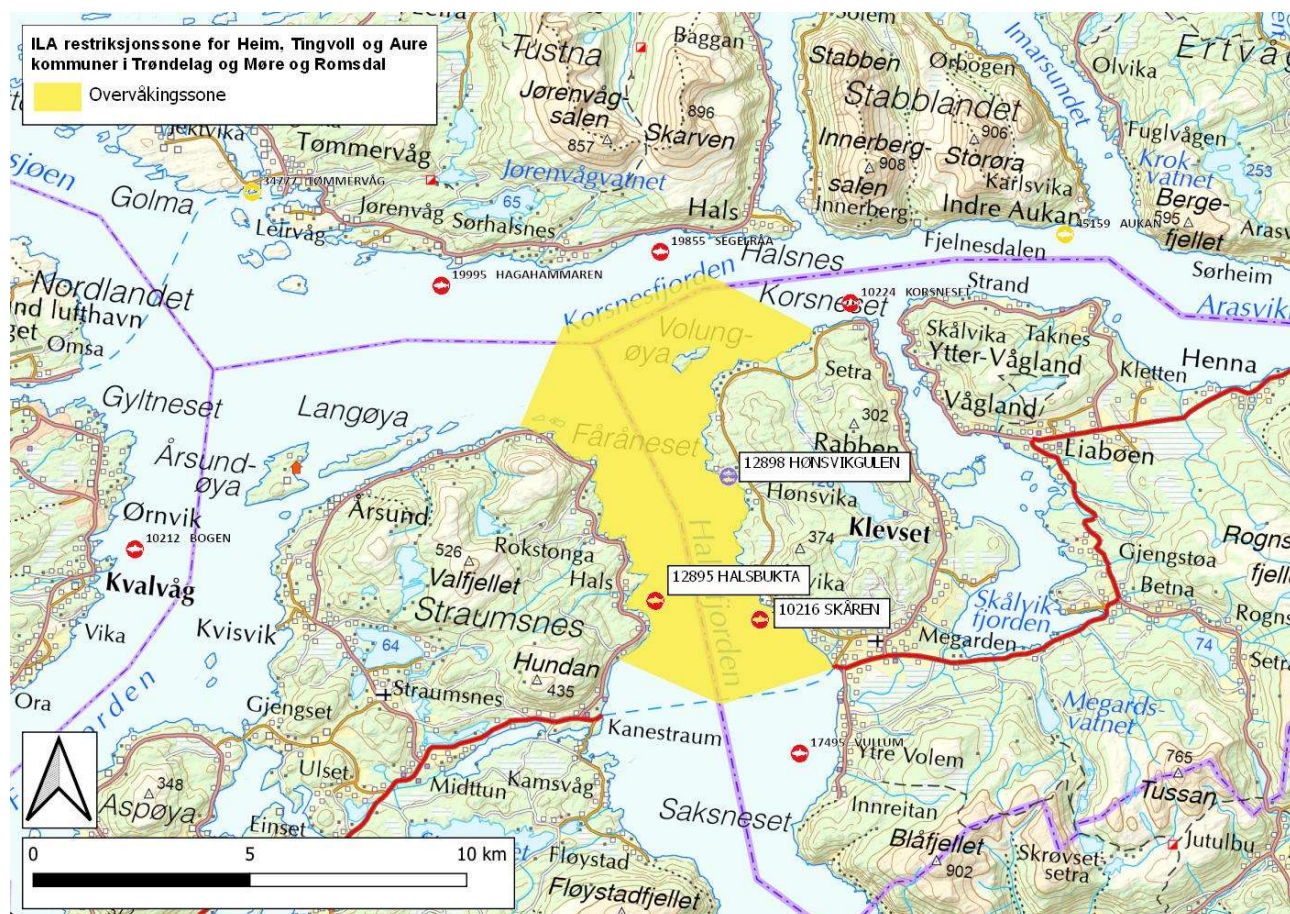 ILA restriksjonssone for Heim, Tingvoll og Aure
kommuner i Trøndelag og Møre og Romsdal
Overvåkingssone
Solem
Baggan
Tustna
Stabben
Ørbogen
Imarsundet
Olvika
Stabblandet
Jørenvåg-
salen
857
896
Skarven
Innerberg-
salen
908
906
Storøra
Fuglvågen
Krok-
vatnet
253
Tømmervåg
Jørenvågvatnet
Karlsvika
Berge-
fjellet
595
34777 TØMMERVÅG
65
Golma
Jørenvåg
Sørhalsnes
Hals
Innerberg
Indre Aukan
45159 AUKAN
Leirvåg
19855 SEGELRÅA
Halsnes
Fjelnesdalen
Sørheim
19995 HAGAHAMMAREN
Korsnesfjorden
Korsneset
10224 KORSNESET
Strand
Arasvik
Nordlandet
Omsa
Volung-
øya
Skålvika
Taknes
Ytter-Vågland
Kletten
Henna
Setra
Gyltneset
Langøya
302
Vågland
Fåråneset
Rabben
Liabøen
Årsund-
øya
12898 HØNSVIKGULEN
Ørnvik
Årsund
Hønsvika
Klevset
10212 BOGEN
526
Rokstonga
374
Gjengstøa
Kvalvåg
Valfjellet
Hals
12895 HALSBUKTA
Betna
Straumsnes
10216 SKÅREN
Skålvik-
fjorden
Vika
Kvisvik
Halsfjorden
Megarden
64
Hundan
74
Ora
Straumsnes
435
Megards-
vatnet
Gjengset
Kanestraum
17495 VULLUM
Ytre Volem
765
Ulset
348
Midttun
Kamsvåg
Tussan
Aspøya
Saksneset
Innreitan
Einset
Blåfjellet
Jutulbu
0 5 10 km
902
Skrøvset-
setra
Fløystad
Fløystadfjellet